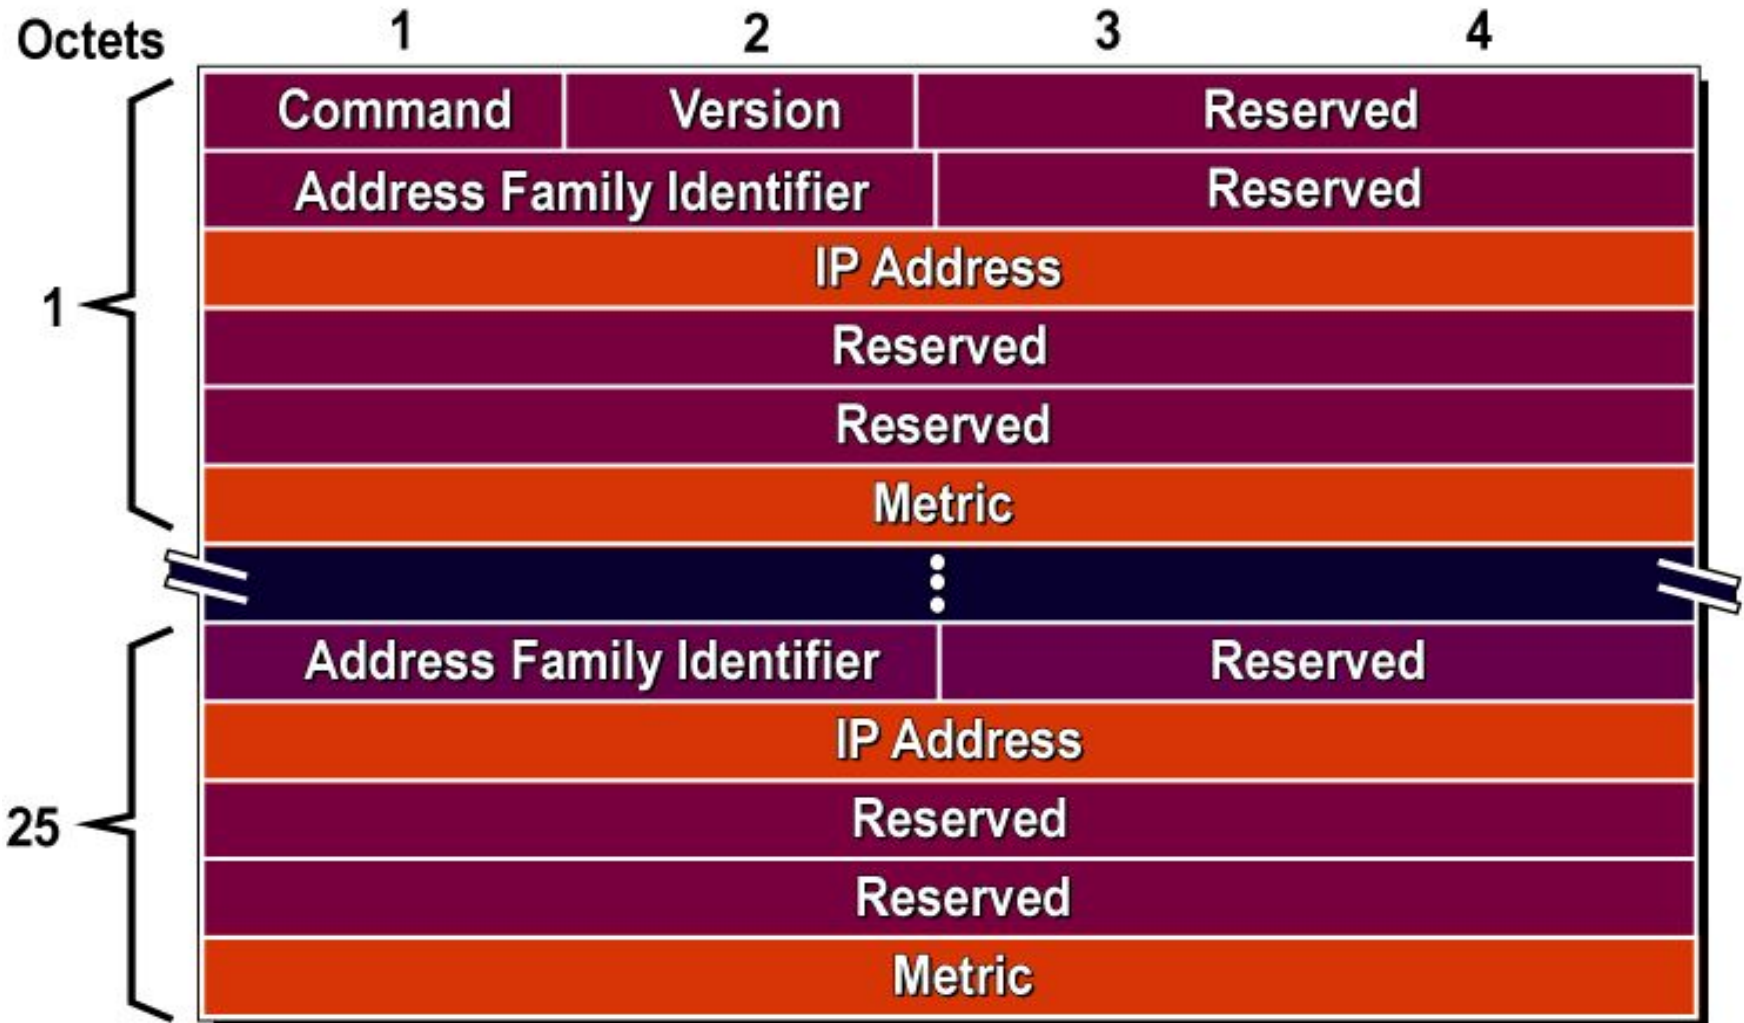 Octets 1 2 3 4
Command Version Reserved
Address Family Identifier Reserved
IP Address
1
Reserved
Reserved
Metric
Address Family Identifier Reserved
IP Address
25
Reserved
Reserved
Metric